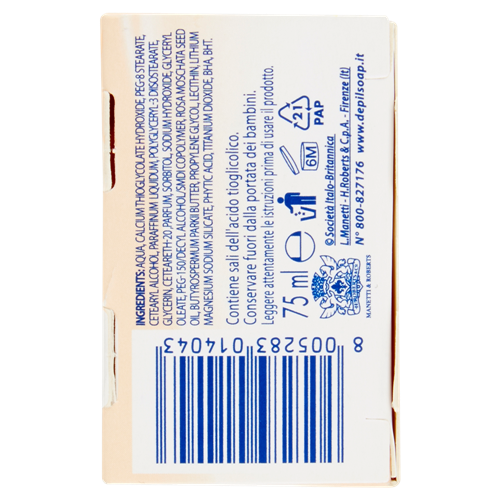 INGREDIENTS: AQUA, CALCIUM THIOGLYCOLATE HYDROXIDE PEG-8 STEARATE,
CETEARYL ALCOHOL, PARAFFINUM LIQUIDUM, POLYGLYCERYL-3 DIISOSTEARATE,
GLYCERIN, CETEARETH-20, PARFUM, SORBITOL, SODIUM HYDROXIDE, GLYCERYL
OLEATE, PEG-150/DECYL ALCOHOL/SMDI COPOLYMER, ROSA MOSCHATA SEED
OIL, BUTYROSPERMUM PARKII BUTTER, PROPYLENE GLYCOL, LECITHIN, LITHIUM
MAGNESIUM SODIUM SILICATE, PHYTIC ACID, TITANIUM DIOXIDE, BHA, BHT.
Contiene sali dell'acido tioglicolico.
Conservare fuori dalla portata dei bambini.
Leggere attentamente le istruzioni prima di usare il prodotto.
75 ml
6M
21
PAP
© Società Italo-Britannica
L. Manetti - H. Roberts & C.p.A. - Firenze (It)
N° 800-827176 www.depilsoap.it
MANETTI & ROBERTS
8 005283 014043